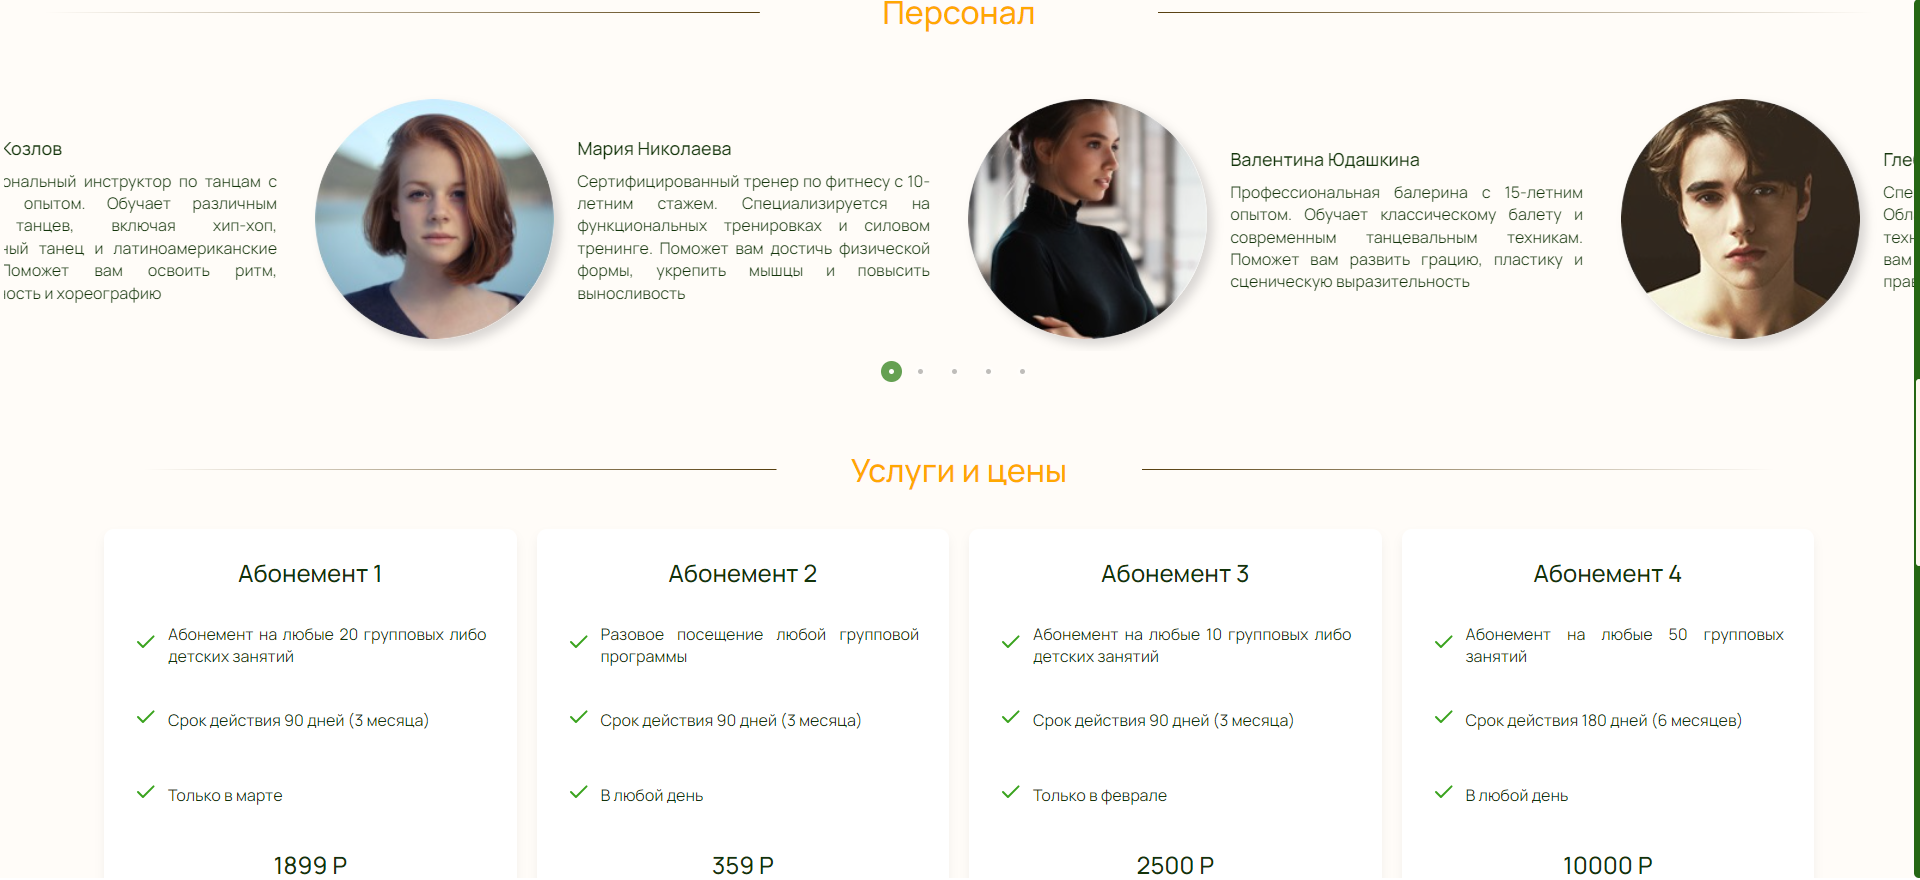 Персонал
Козлов
ональный инструктор по танцам с
опытом. Обучает различным
танцев, включая хип-хоп,
ный танец и латиноамериканские
Поможет вам освоить ритм,
ность и хореографию
Мария Николаева
Сертифицированный тренер по фитнесу с 10-
летним стажем. Специализируется на
функциональных тренировках и силовом
тренинге. Поможет вам достичь физической
формы, укрепить мышцы и повысить
выносливость
Валентина Юдашкина
Профессиональная балерина с 15-летним
опытом. Обучает классическому балету и
современным танцевальным техникам.
Поможет вам развить грацию, пластику и
сценическую выразительность
Гле
Спе
Обл
техн
вам
прав
Услуги и цены
Абонемент 1
Абонемент на любые 20 групповых либо
детских занятий
Срок действия 90 дней (3 месяца)
Только в марте
1899 Р
Абонемент 2
Разовое посещение любой групповой
программы
Срок действия 90 дней (3 месяца)
В любой день
359 Р
Абонемент 3
Абонемент на любые 10 групповых либо
детских занятий
Срок действия 90 дней (3 месяца)
Только в феврале
2500 Р
Абонемент 4
Абонемент на любые 50 групповых
занятий
Срок действия 180 дней (6 месяцев)
В любой день
10000 Р